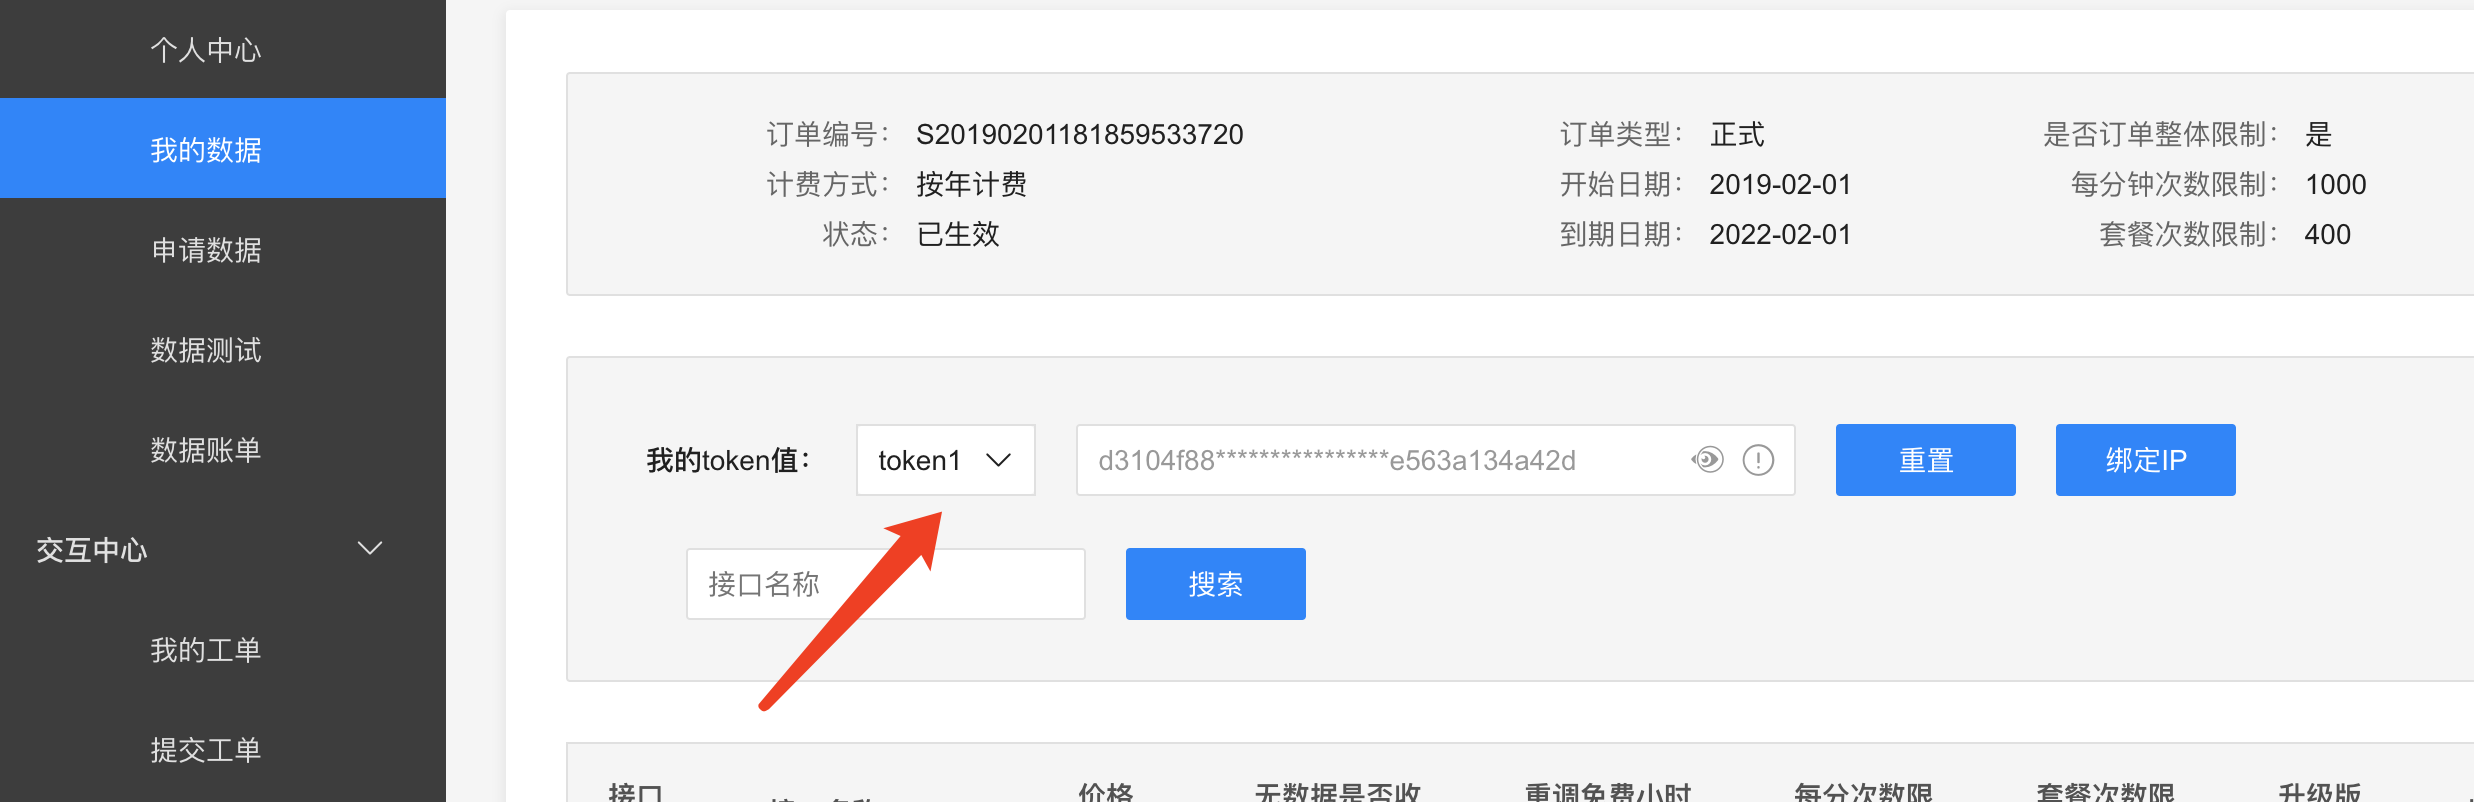 个人中心
我的数据
申请数据
数据测试
数据账单
交互中心
我的工单
提交工单
订单编号： S20190201181859533720 订单类型： 正式 是否订单整体限制： 是
计费方式： 按年计费 开始日期： 2019-02-01 每分钟次数限制： 1000
状态： 已生效 到期日期： 2022-02-01 套餐次数限制： 400
我的token值： token1 d3104f88****************e563a134a42d 重置 绑定IP
接口名称 搜索
接口 价格 无数据是否收 重调免费小时 每分次数限 套餐次数限 升级版